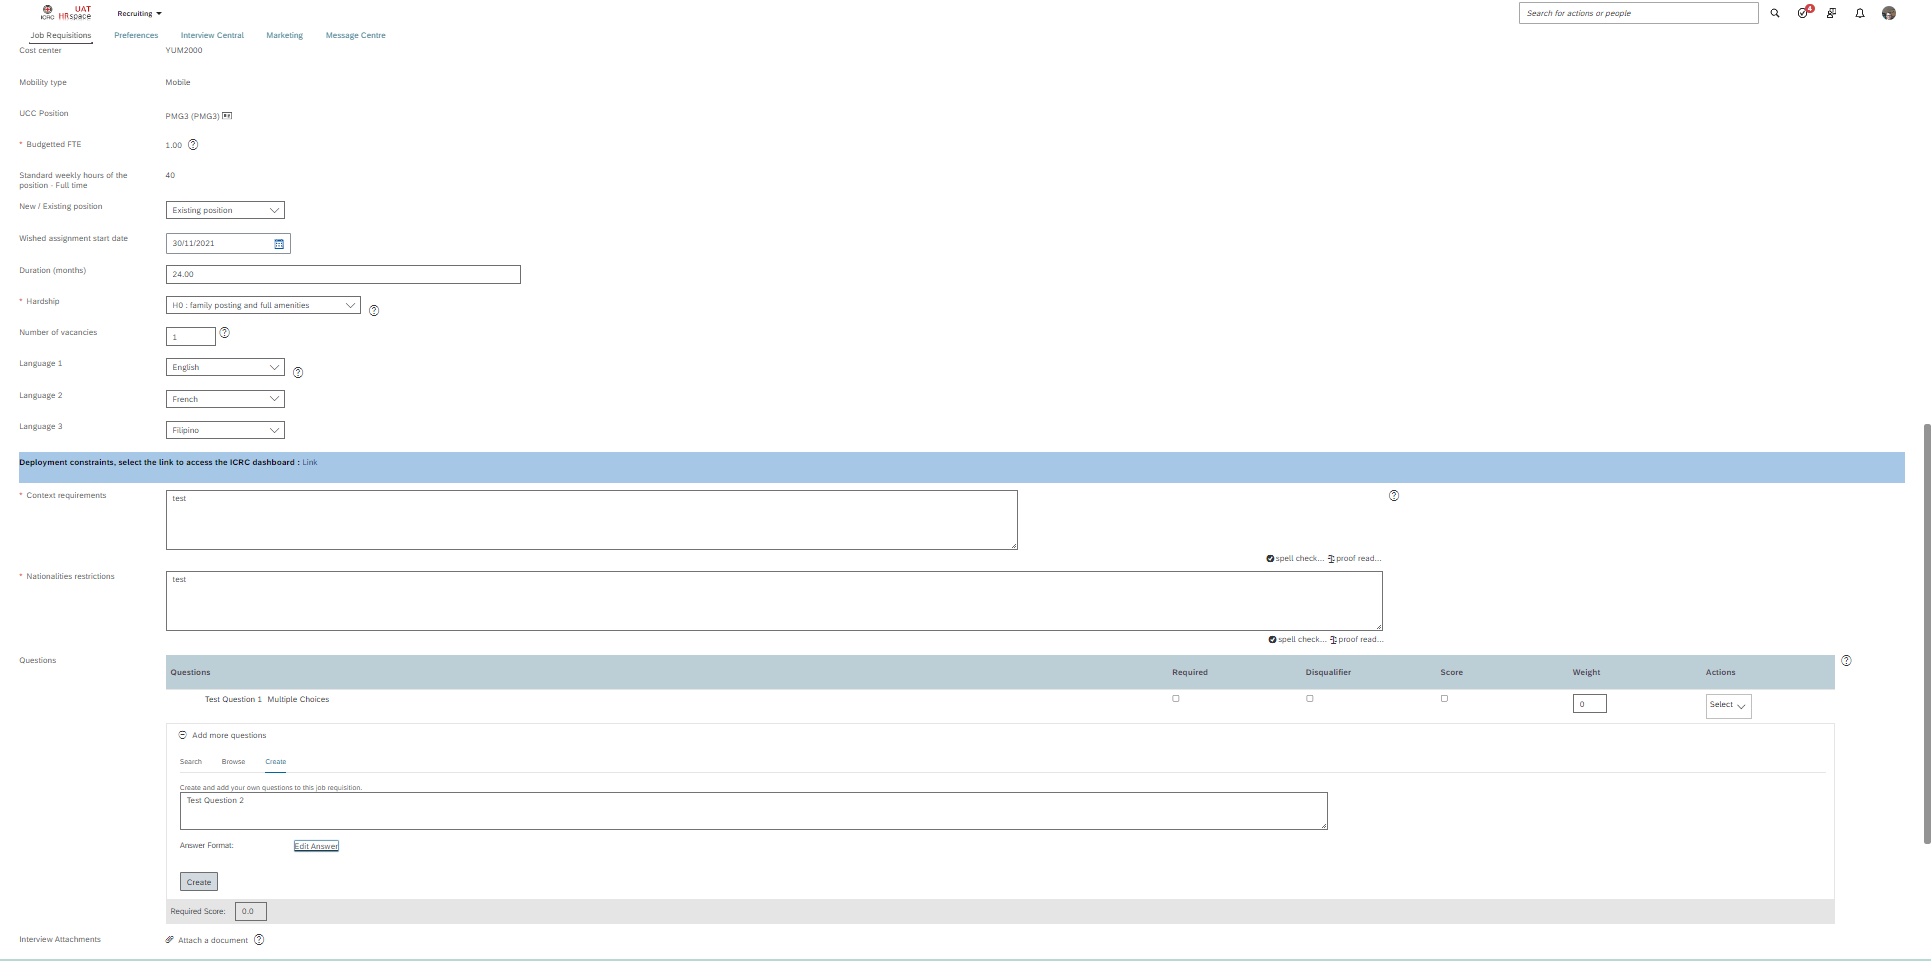 ICRC UAT HRspace Recruiting Search for actions or people 4
Job Requisitions Preferences Interview Central Marketing Message Centre
Cost center YUM2000
Mobility type Mobile
UCC Position PMG3 (PMG3)
* Budgetted FTE 1.00 ?
Standard weekly hours of the position - Full time 40
New / Existing position Existing position
Wished assignment start date 30/11/2021
Duration (months) 24.00
* Hardship H0 : family posting and full amenities ?
Number of vacancies 1 ?
Language 1 English ?
Language 2 French
Language 3 Filipino
Deployment constraints, select the link to access the ICRC dashboard : Link
* Context requirements test ?
spell check... proof read...
* Nationalities restrictions test
spell check... proof read...
Questions ?
Questions Required Disqualifier Score Weight Actions
Test Question 1 Multiple Choices 0 Select
Add more questions
Search Browse Create
Create and add your own questions to this job requisition.
Test Question 2
Answer Format: Edit Answer
Create
Required Score: 0.0
Interview Attachments Attach a document ?